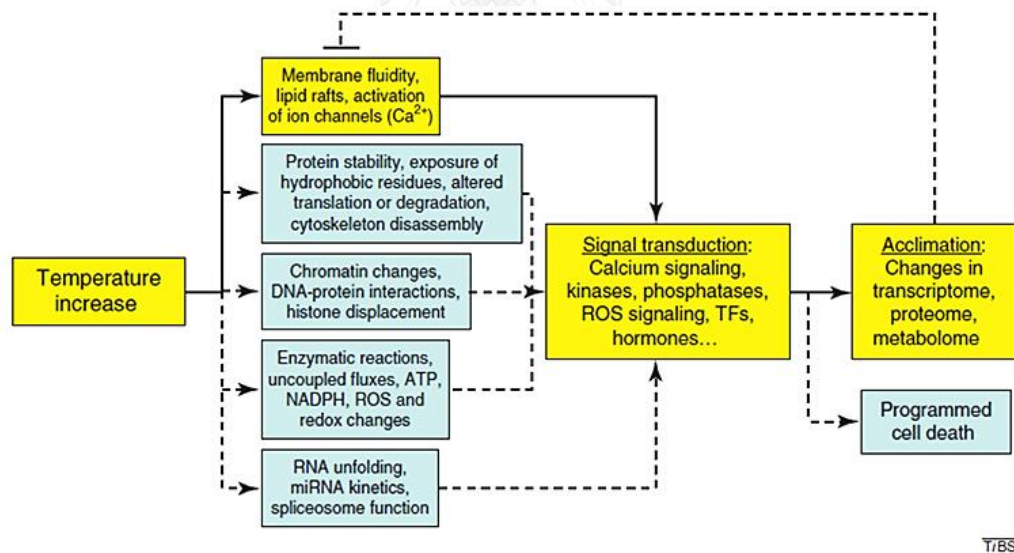 Membrane fluidity,
lipid rafts, activation
of ion channels (Ca²⁺)
Protein stability, exposure of
hydrophobic residues, altered
translation or degradation,
cytoskeleton disassembly
Temperature
increase
Chromatin changes,
DNA-protein interactions,
histone displacement
Enzymatic reactions,
uncoupled fluxes, ATP,
NADPH, ROS and
redox changes
RNA unfolding,
miRNA kinetics,
spliceosome function
Signal transduction:
Calcium signaling,
kinases, phosphatases,
ROS signaling, TFs,
hormones...
Acclimation:
Changes in
transcriptome,
proteome,
metabolome
Programmed
cell death
TiBS